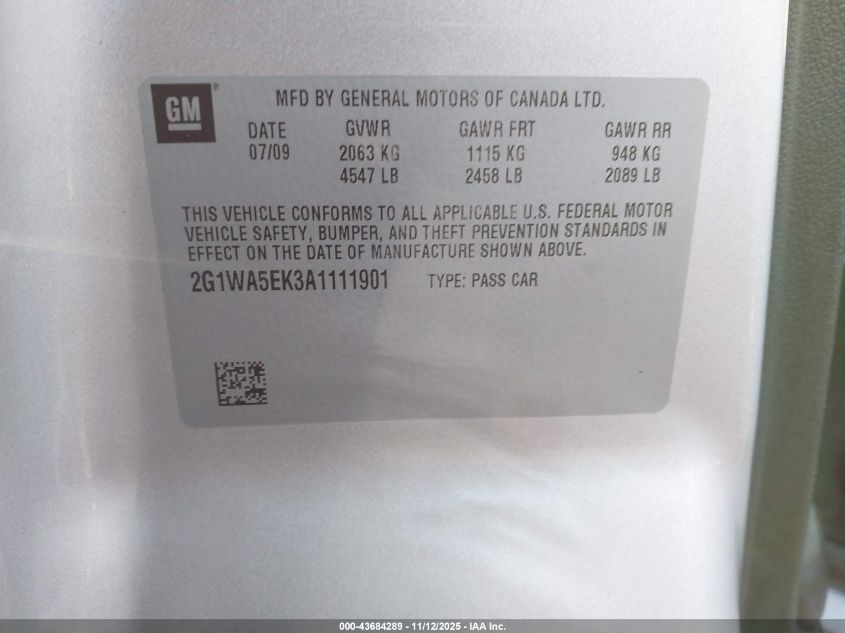 GM
MFD BY GENERAL MOTORS OF CANADA LTD.
DATE GVWR GAWR FRT GAWR RR
07/09 2063 KG 1115 KG 948 KG
4547 LB 2458 LB 2089 LB
THIS VEHICLE CONFORMS TO ALL APPLICABLE U.S. FEDERAL MOTOR
VEHICLE SAFETY, BUMPER, AND THEFT PREVENTION STANDARDS IN
EFFECT ON THE DATE OF MANUFACTURE SHOWN ABOVE.
2G1WA5EK3A1111901 TYPE: PASS CAR
000-43684289 - 11/12/2025 - IAA Inc.